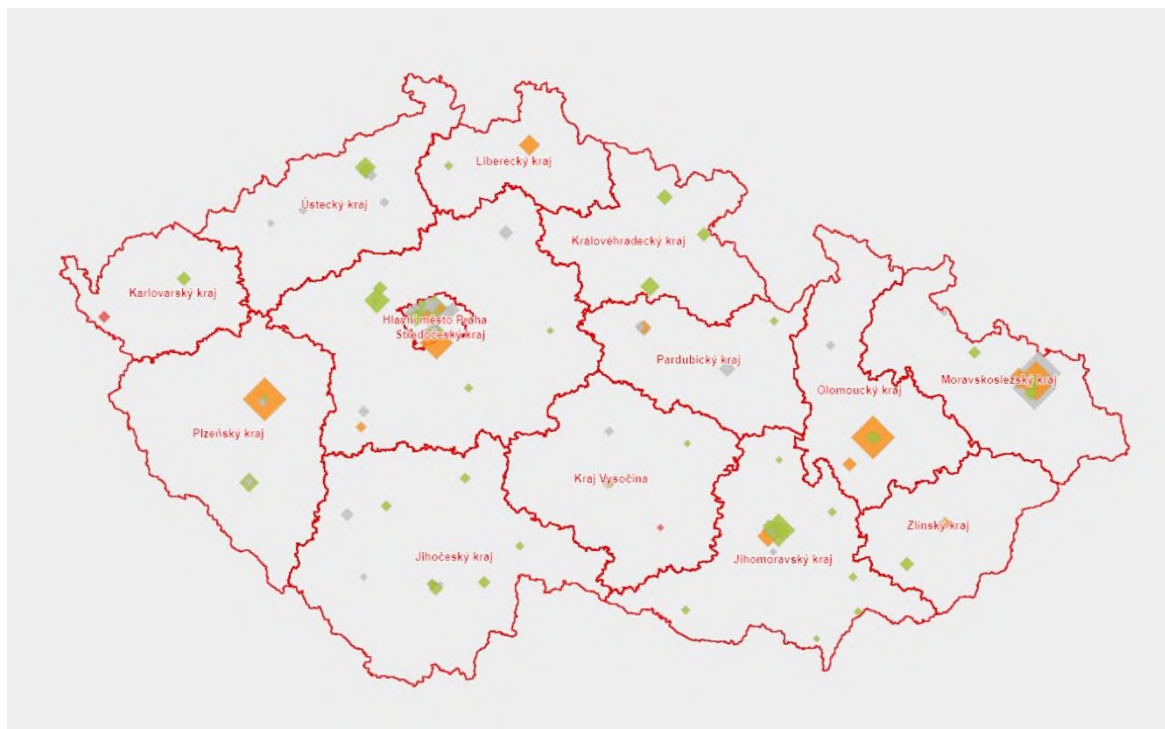 Liberecký kraj
Ústecký kraj
Královéhradecký kraj
Karlovarský kraj
Hlavní město Praha
Středočeský kraj
Pardubický kraj
Moravskoslezský kraj
Olomoucký kraj
Plzeňský kraj
Kraj Vysočina
Zlínský kraj
Jihočeský kraj
Jihomoravský kraj